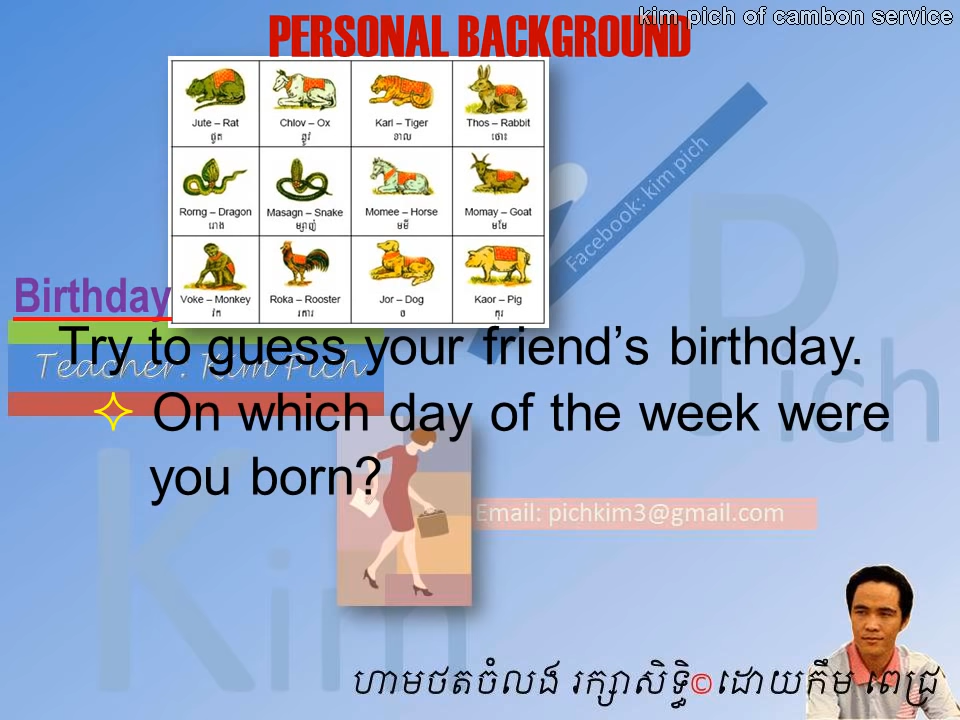 kim pich of cambon service
PERSONAL BACKGROUND
Jute – Rat
ជូត
Chlov – Ox
ឆ្លូវ
Karl – Tiger
ខាល
Thos – Rabbit
ថោះ
Rorng – Dragon
រោង
Masagn – Snake
ម្សាញ់
Momee – Horse
មមី
Momay – Goat
មមែ
Voke – Monkey
វក
Roka – Rooster
រការ
Jor – Dog
ច
Kaor – Pig
កុរ
Facebook: kim pich
Birthday
Try to guess your friend’s birthday.
Teacher: Kim Pich
On which day of the week were
you born?
Email: pichkim3@gmail.com
Kim
Pich
ហាមថតចំលង រក្សាសិទ្ធិ©ដោយកឹម ពេជ្រ